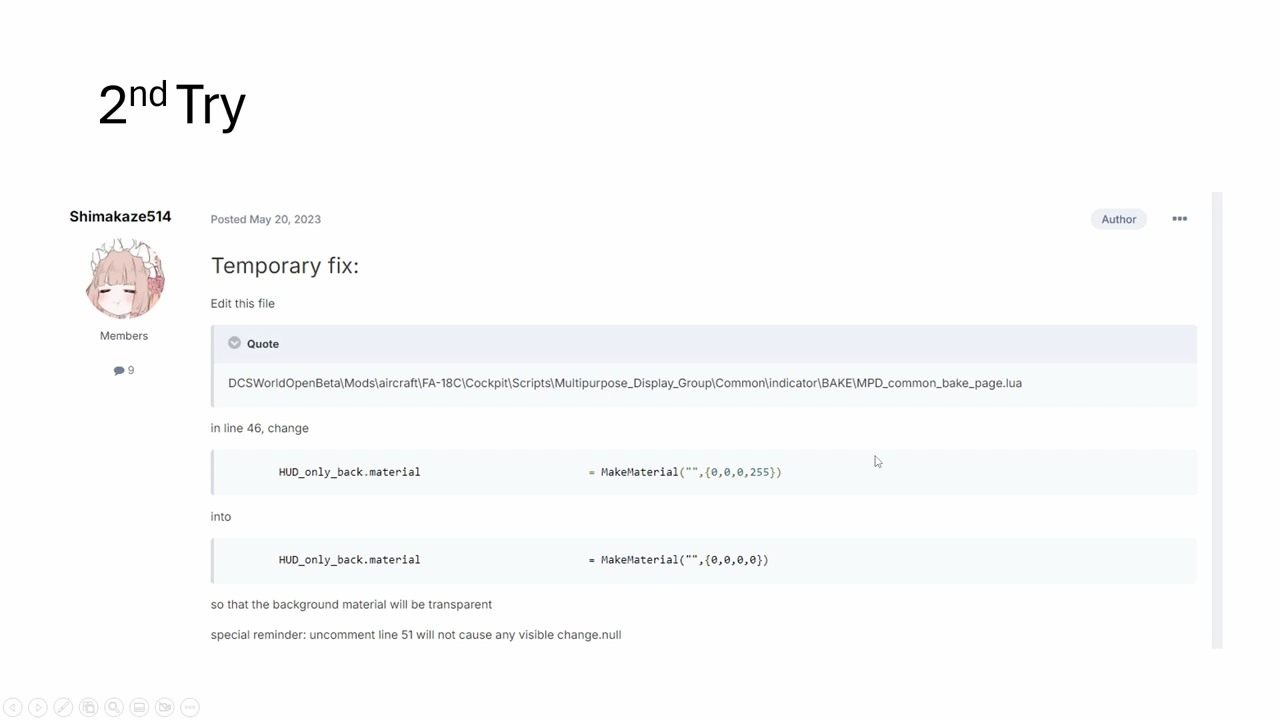 2nd Try
Shimakaze514
Posted May 20, 2023
Author
Temporary fix:
Edit this file
Members
Quote
9
DCSWorldOpenBeta\Mods\aircraft\FA-18C\Cockpit\Scripts\Multipurpose_Display_Group\Common\indicator\BAKE\MPD_common_bake_page.lua
in line 46, change
HUD_only_back.material = MakeMaterial("",{0,0,0,255})
into
HUD_only_back.material = MakeMaterial("",{0,0,0,0})
so that the background material will be transparent
special reminder: uncomment line 51 will not cause any visible change.null